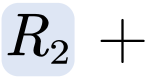 R₂ +